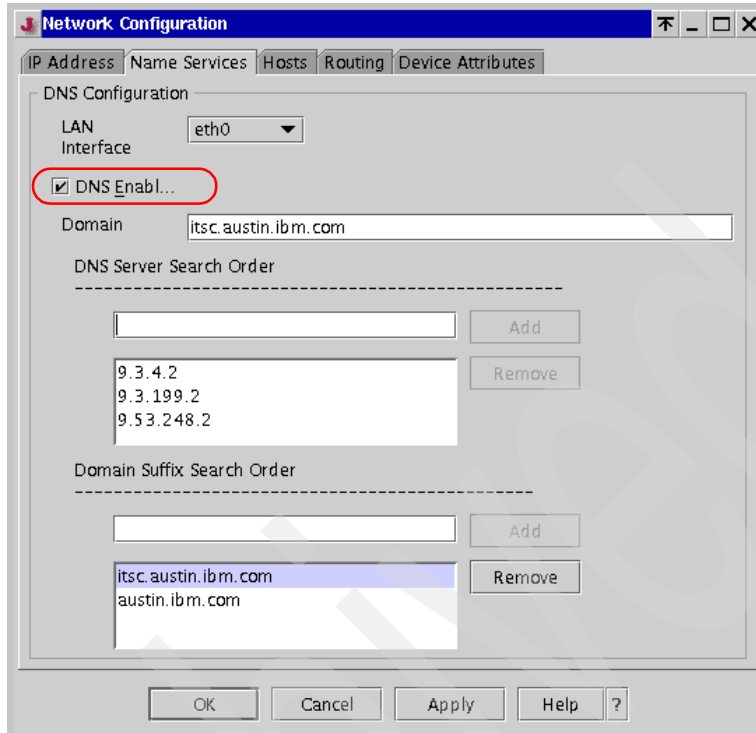 Network Configuration
IP Address Name Services Hosts Routing Device Attributes
DNS Configuration
LAN Interface eth0
DNS Enabl...
Domain itsc.austin.ibm.com
DNS Server Search Order
Add
9.3.4.2
9.3.199.2
9.53.248.2
Remove
Domain Suffix Search Order
Add
itsc.austin.ibm.com
austin.ibm.com
Remove
OK Cancel Apply Help ?